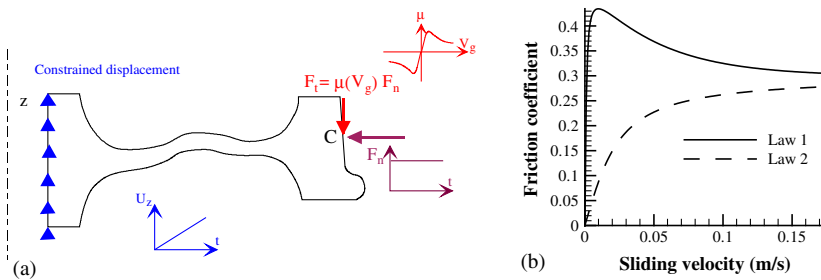 μ
V_g
Constrained displacement
F_t = μ(V_g) F_n
z
C
F_n
t
U_z
t
(a)
Friction coefficient
0.4
0.35
0.3
0.25
0.2
0.15
0.1
0.05
0
Law 1
Law 2
0 0.05 0.1 0.15
Sliding velocity (m/s)
(b)